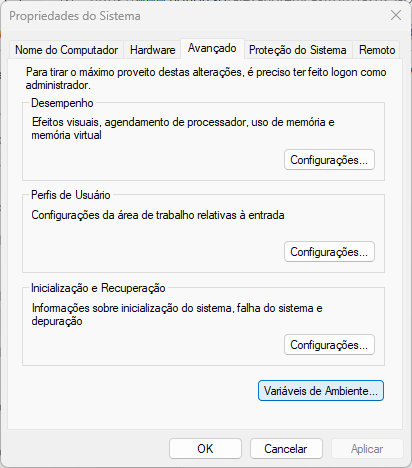 Propriedades do Sistema
Nome do Computador Hardware Avançado Proteção do Sistema Remoto
Para tirar o máximo proveito destas alterações, é preciso ter feito logon como
administrador.
Desempenho
Efeitos visuais, agendamento de processador, uso de memória e
memória virtual
Configurações...
Perfis de Usuário
Configurações da área de trabalho relativas à entrada
Configurações...
Inicialização e Recuperação
Informações sobre inicialização do sistema, falha do sistema e
depuração
Configurações...
Variáveis de Ambiente...
OK Cancelar Aplicar